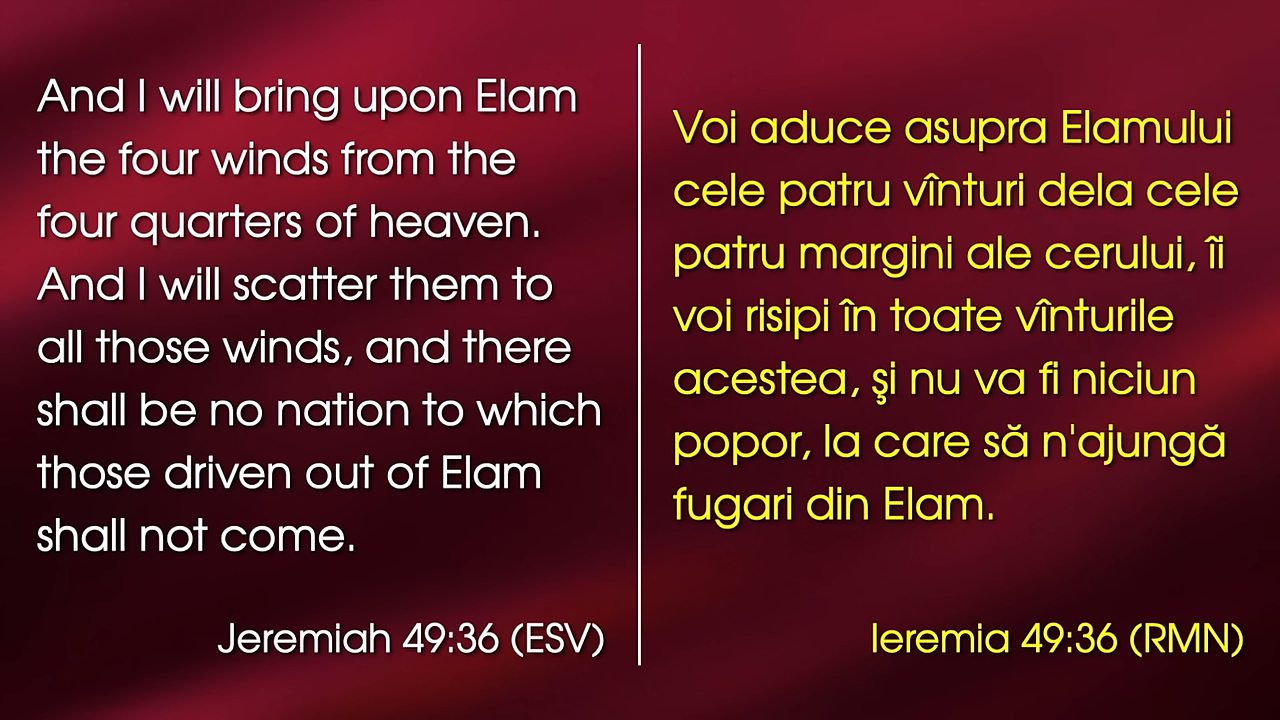 And I will bring upon Elam
the four winds from the
four quarters of heaven.
And I will scatter them to
all those winds, and there
shall be no nation to which
those driven out of Elam
shall not come.
Jeremiah 49:36 (ESV)
Voi aduce asupra Elamului
cele patru vînturi dela cele
patru margini ale cerului, îi
voi risipi în toate vînturile
acestea, şi nu va fi niciun
popor, la care să n'ajungă
fugari din Elam.
Ieremia 49:36 (RMN)